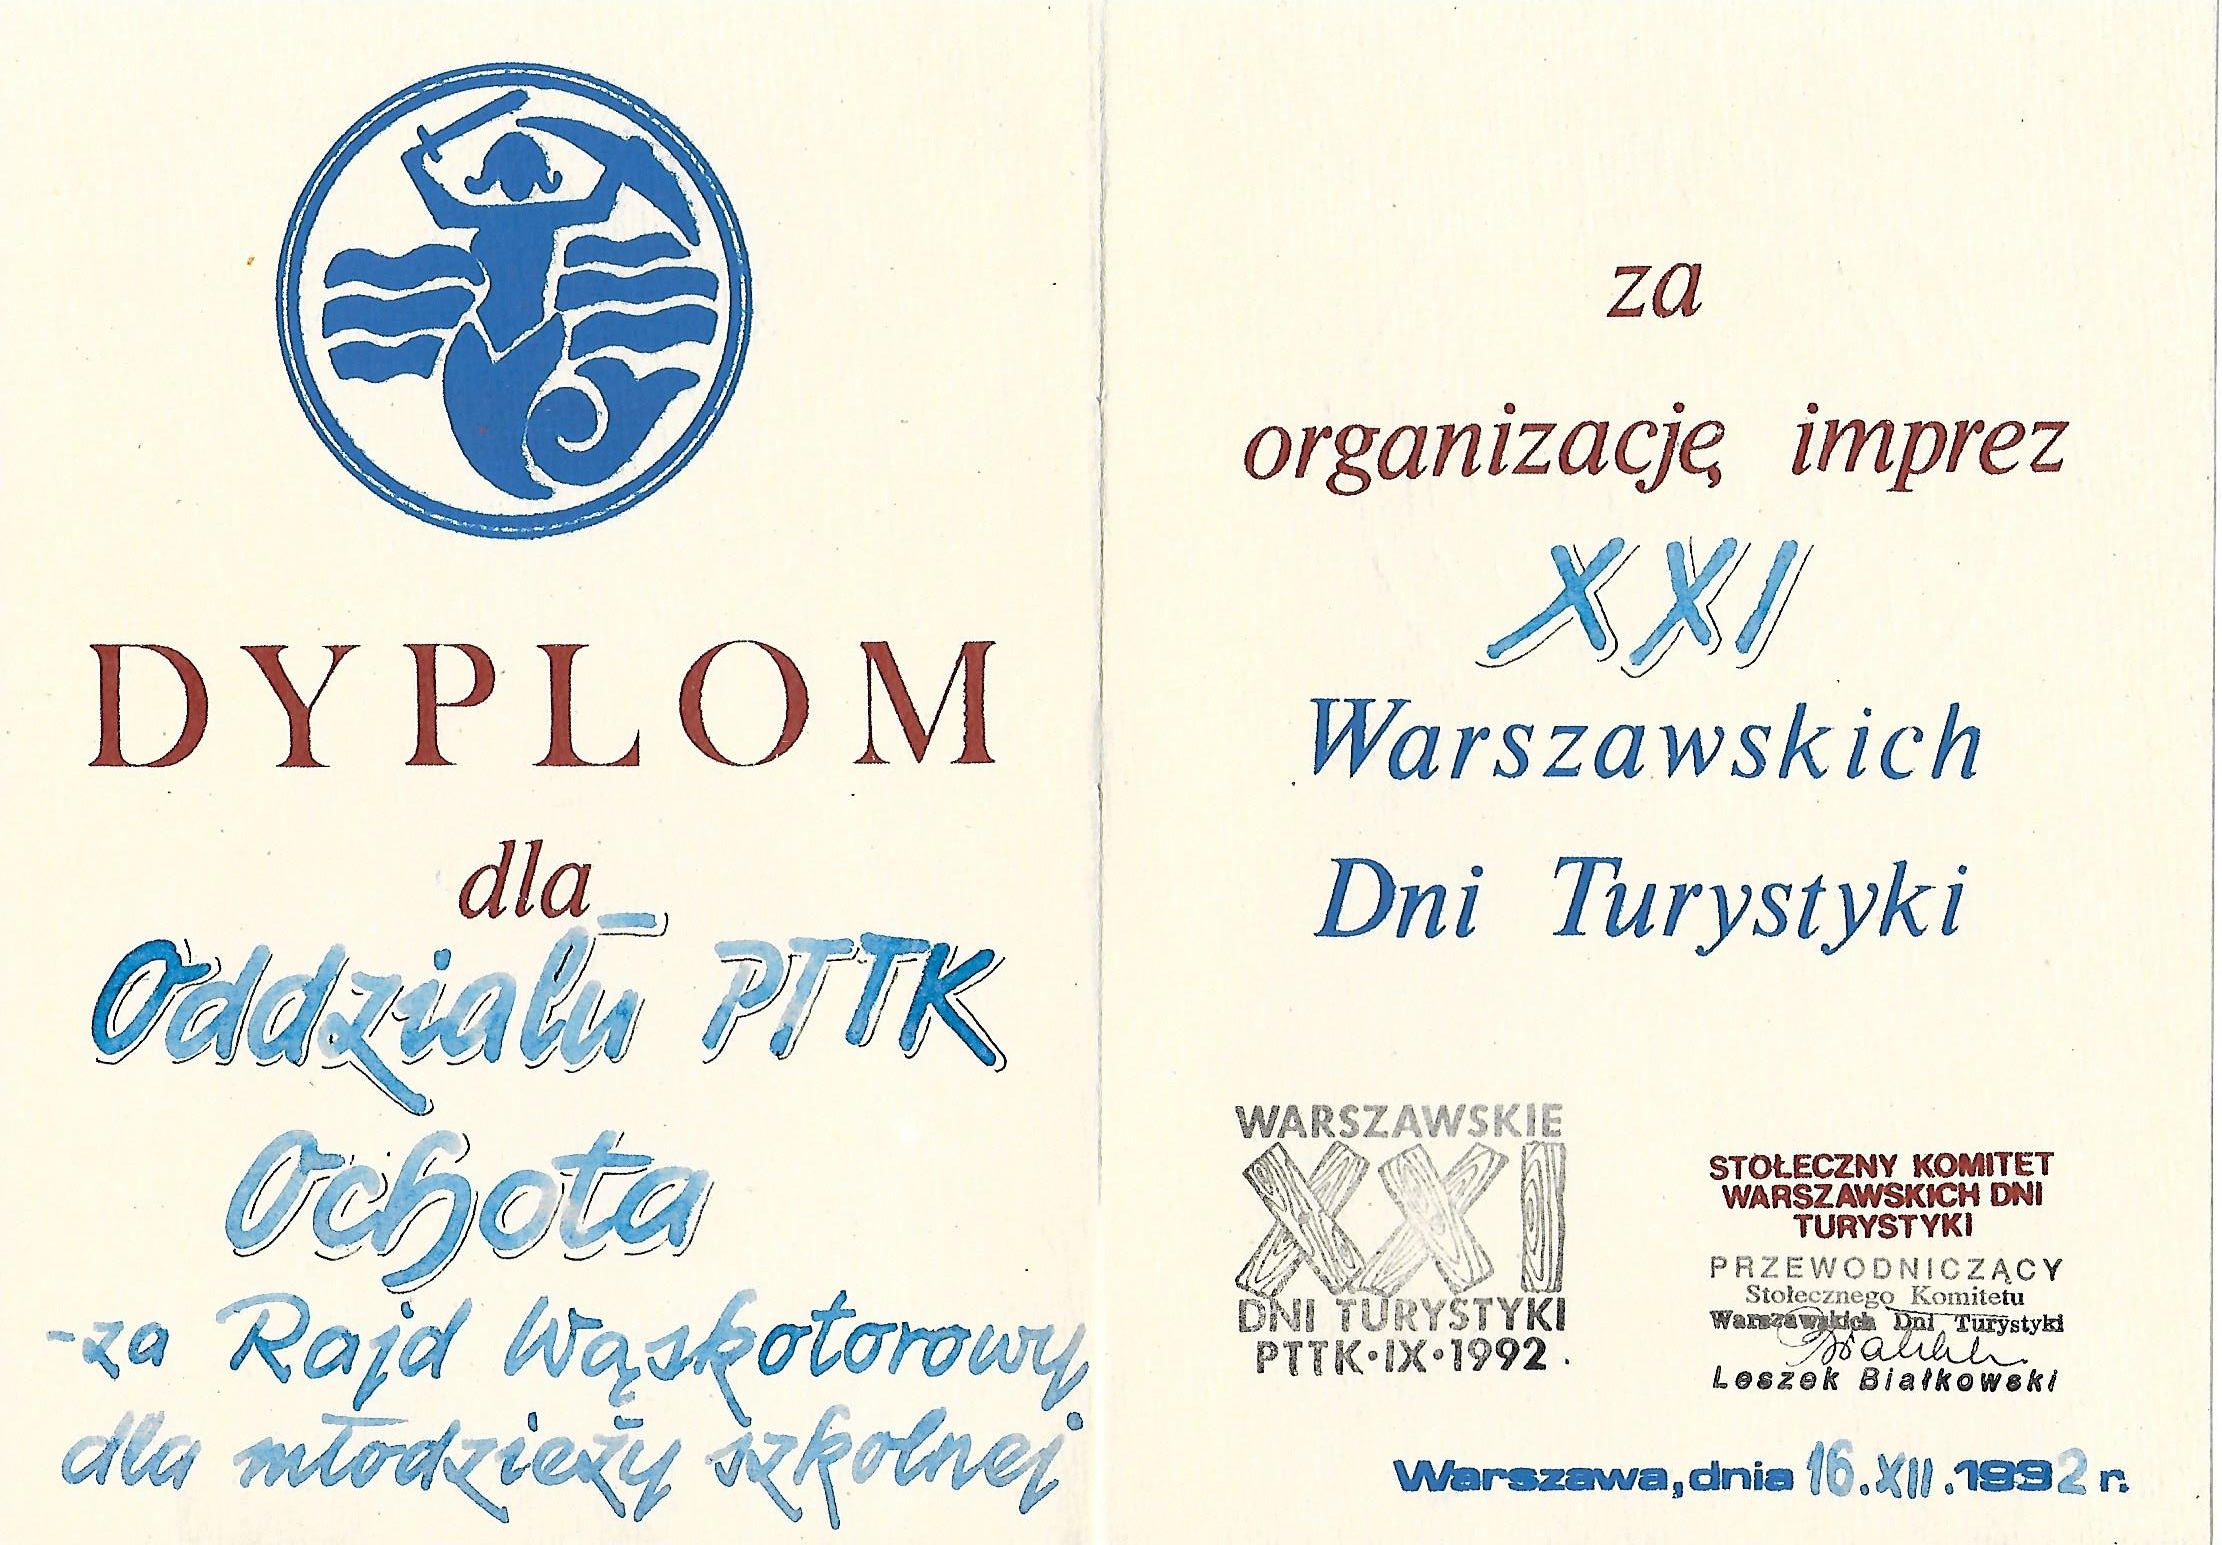 DYPLOM
dla
Oddziału PTTK
Ochota
-za Rajd Wąskotorowy
dla młodzieży szkolnej
za
organizację imprez
XXI
Warszawskich
Dni Turystyki
WARSZAWSKIE
XXI
DNI TURYSTYKI
PTTK·IX·1992.
STOŁECZNY KOMITET
WARSZAWSKICH DNI
TURYSTYKI
PRZEWODNICZĄCY
Stołecznego Komitetu
Warszawskich Dni Turystyki
Leszek Białkowski
Warszawa, dnia 16.XII.1992 r.